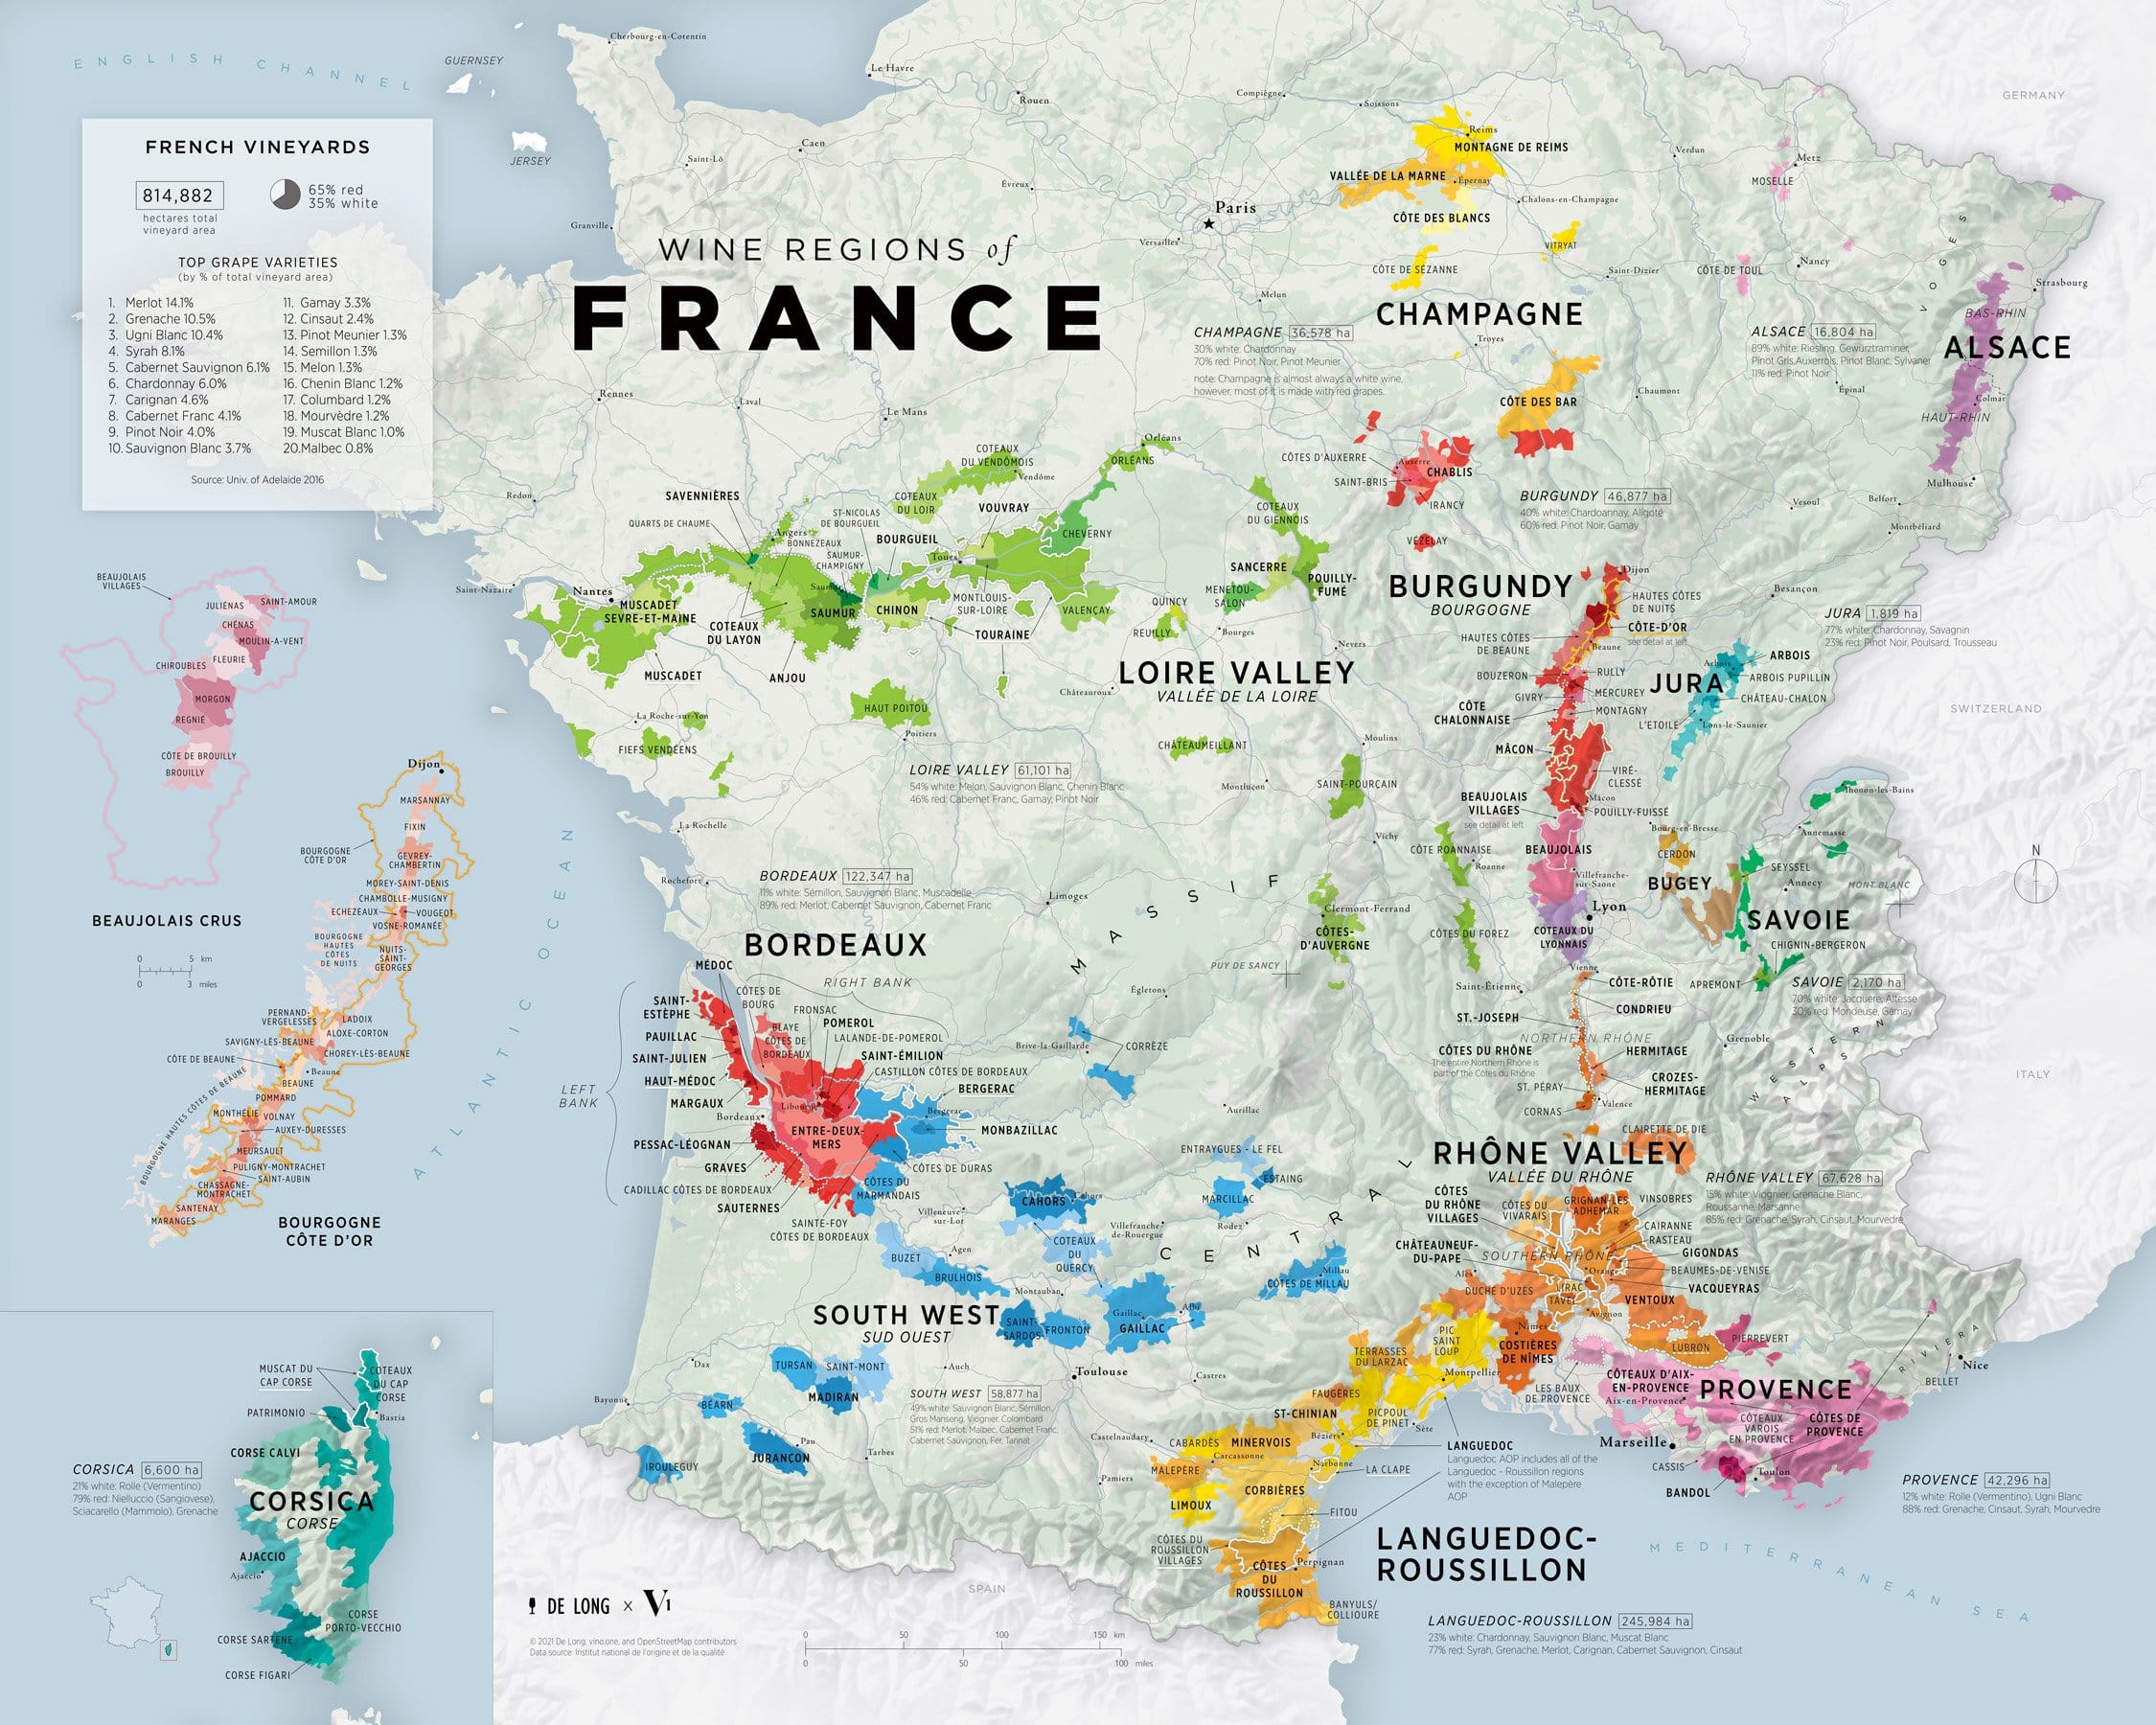 ENGLISH CHANNEL
GUERNSEY
JERSEY
Cherbourg-en-Cotentin
Le Havre
Rouen
Compiègne
Soissons
GERMANY
FRENCH VINEYARDS
814,882
hectares total
vineyard area
65% red
35% white
TOP GRAPE VARIETIES
(by % of total vineyard area)
1. Merlot 14.1%
2. Grenache 10.5%
3. Ugni Blanc 10.4%
4. Syrah 8.1%
5. Cabernet Sauvignon 6.1%
6. Chardonnay 6.0%
7. Carignan 4.6%
8. Cabernet Franc 4.1%
9. Pinot Noir 4.0%
10. Sauvignon Blanc 3.7%
11. Gamay 3.3%
12. Cinsaut 2.4%
13. Pinot Meunier 1.3%
14. Semillon 1.3%
15. Melon 1.3%
16. Chenin Blanc 1.2%
17. Columbard 1.2%
18. Mourvèdre 1.2%
19. Muscat Blanc 1.0%
20. Malbec 0.8%
Source: Univ. of Adelaide 2016
WINE REGIONS of
FRANCE
Saint-Lô
Caen
Évreux
Granville
Paris
Versailles
Melun
Reims
MONTAGNE DE REIMS
VALLÉE DE LA MARNE
Épernay
CÔTE DES BLANCS
Chalons-en-Champagne
VITRYAT
CÔTE DE SÉZANNE
Saint-Dizier
CHAMPAGNE
CHAMPAGNE 36,578 ha
30% white: Chardonnay
70% red: Pinot Noir, Pinot Meunier
note: Champagne is almost always a white wine,
however, most of it is made with red grapes.
Troyes
CÔTE DES BAR
Chaumont
Verdun
Metz
MOSELLE
CÔTE DE TOUL
Nancy
VOGES
Strasbourg
BAS-RHIN
ALSACE
ALSACE 16,804 ha
89% white: Riesling, Gewürztraminer,
Pinot Gris, Auxerrois, Pinot Blanc, Sylvaner
11% red: Pinot Noir
Épinal
Colmar
HAUT-RHIN
Mulhouse
Vesoul
Belfort
Montbéliard
Rennes
Laval
Le Mans
Redon
Saint-Nazaire
Orléans
ORLÉANS
COTEAUX
DU VENDÔMOIS
Vendôme
SAVENNIÈRES
QUARTS DE CHAUME
ST-NICOLAS
DE BOURGUEIL
COTEAUX
DU LOIR
VOUVRAY
Angers
BONNEZEAUX
BOURGUEIL
SAUMUR-
CHAMPIGNY
Tours
CHEVERNY
COTEAUX
DU GIENNOIS
Nantes
MUSCADET
SEVRE-ET-MAINE
COTEAUX
DU LAYON
SAUMUR
CHINON
MONTLOUIS-
SUR-LOIRE
VALENÇAY
TOURAINE
MUSCADET
ANJOU
HAUT POITOU
Poitiers
La Roche-sur-Yon
FIEFS VENDÉENS
SANCERRE
POUILLY-
FUMÉ
MENETOU-
SALON
QUINCY
REUILLY
Bourges
Nevers
Châteauroux
LOIRE VALLEY
VALLÉE DE LA LOIRE
CHÂTEAUMEILLANT
Moulins
Montluçon
SAINT-POURÇAIN
Vichy
LOIRE VALLEY 61,101 ha
54% white: Melon, Sauvignon Blanc, Chenin Blanc
46% red: Cabernet Franc, Gamay, Pinot Noir
CÔTES D'AUXERRE
Auxerre
CHABLIS
SAINT-BRIS
IRANCY
VÉZELAY
BURGUNDY 46,877 ha
40% white: Chardoannay, Aligoté
60% red: Pinot Noir, Gamay
BURGUNDY
BOURGOGNE
Dijon
HAUTES CÔTES
DE NUITS
CÔTE-D'OR
see detail at left
HAUTES CÔTES
DE BEAUNE
Beaune
BOUZERON
RULLY
GIVRY
MERCUREY
MONTAGNY
CÔTE
CHALONNAISE
MÂCON
VIRÉ-
CLESSÉ
Mâcon
POUILLY-FUISSÉ
BEAUJOLAIS
VILLAGES
see detail at left
BEAUJOLAIS
Villefranche-
sur-Saone
Lyon
COTEAUX DU
LYONNAIS
Besançon
JURA 1,819 ha
77% white: Chardonnay, Savagnin
23% red: Pinot Noir, Poulsard, Trousseau
Arbois
ARBOIS
ARBOIS PUPILLIN
JURA
CHÂTEAU-CHALON
L'ETOILE
Lons-le-Saunier
SWITZERLAND
Thonon-les-Bains
Bourg-en-Bresse
Annemasse
CERDON
BUGEY
SEYSSEL
Annecy
MONT BLANC
SAVOIE
CHIGNIN-BERGERON
APREMONT
SAVOIE 2,170 ha
70% white: Jacquere, Altesse
30% red: Mondeuse, Gamay
N
WESTERN
ALPS
ITALY
Grenoble
CÔTE ROANNAISE
Roanne
CÔTES DU FOREZ
Clermont-Ferrand
CÔTES-
D'AUVERGNE
PUY DE SANCY
Saint-Étienne
MASSIF
CENTRAL
Limoges
Égletons
La Rochelle
Rochefort
BEAUJOLAIS
VILLAGES
JULIÉNAS
SAINT-AMOUR
CHÉNAS
MOULIN-A-VENT
FLEURIE
CHIROUBLES
MORGON
REGNIÉ
CÔTE DE BROUILLY
BROUILLY
BEAUJOLAIS CRUS
0 5 km
0 3 miles
Dijon
MARSANNAY
FIXIN
BOURGOGNE
CÔTE D'OR
GEVREY-
CHAMBERTIN
MOREY-SAINT-DENIS
CHAMBOLLE-MUSIGNY
ECHEZEAUX
VOUGEOT
VOSNE-ROMANÉE
BOURGOGNE
HAUTES
CÔTES
DE NUITS
NUITS-
SAINT-
GEORGES
PERNAND-
VERGELESSES
LADOIX
ALOXE-CORTON
SAVIGNY-LÈS-BEAUNE
CHOREY-LÈS-BEAUNE
CÔTE DE BEAUNE
Beaune
BEAUNE
BOURGOGNE HAUTES CÔTES DE BEAUNE
POMMARD
MONTHÉLIE
VOLNAY
AUXEY-DURESSES
MEURSAULT
PULIGNY-MONTRACHET
SAINT-AUBIN
CHASSAGNE-
MONTRACHET
SANTENAY
MARANGES
BOURGOGNE
CÔTE D'OR
ATLANTIC OCEAN
BORDEAUX 122,347 ha
11% white: Sémillon, Sauvignon Blanc, Muscadelle
89% red: Merlot, Cabernet Sauvignon, Cabernet Franc
BORDEAUX
MÉDOC
RIGHT BANK
CÔTES DE
BOURG
SAINT-
ESTÈPHE
FRONSAC
BLAYE
CÔTES DE
BORDEAUX
POMEROL
LALANDE-DE-POMEROL
PAUILLAC
SAINT-JULIEN
SAINT-ÉMILION
CASTILLON CÔTES DE BORDEAUX
HAUT-MÉDOC
LEFT
BANK
MARGAUX
BERGERAC
Bordeaux
Libourne
Bergerac
PESSAC-LÉOGNAN
ENTRE-DEUX-
MERS
MONBAZILLAC
GRAVES
CÔTES DE DURAS
CADILLAC CÔTES DE BORDEAUX
CÔTES DU
MARMANDAIS
SAUTERNES
SAINTE-FOY
CÔTES DE BORDEAUX
Brive-la-Gaillarde
CORRÈZE
Aurillac
ENTRAYGUES - LE FEL
ESTAING
MARCILLAC
Rodez
CAHORS
Cahors
Villeneuve-
sur-Lot
Villefranche-
de-Rouergue
COTEAUX
DU
QUERCY
BUZET
Agen
BRULHOIS
Montauban
SOUTH WEST
SUD OUEST
SAINT-
SARDOS
FRONTON
Gaillac
GAILLAC
Albi
Millau
CÔTES DE MILLAU
Dax
TURSAN
SAINT-MONT
MADIRAN
Auch
Toulouse
Castres
Bayonne
BÉARN
Pau
JURANÇON
IROULEGUY
Tarbes
SOUTH WEST 58,877 ha
49% white: Sauvignon Blanc, Sémillon,
Gros Manseng, Viognier, Colombard
51% red: Merlot, Malbec, Cabernet Franc,
Cabernet Sauvignon, Fer, Tannat
Castelnaudary
Pamiers
Vienne
CÔTE-RÔTIE
CONDRIEU
ST.-JOSEPH
NORTHERN RHÔNE
CÔTES DU RHÔNE
The entire Northern Rhône is
part of the Côtes du Rhône
HERMITAGE
CROZES-
HERMITAGE
ST. PÉRAY
CORNAS
Valence
CLAIRETTE DE DIE
RHÔNE VALLEY
VALLÉE DU RHÔNE
RHÔNE VALLEY 67,628 ha
15% white: Viognier, Grenache Blanc,
Roussanne, Marsanne
85% red: Grenache, Syrah, Cinsaut, Mourvedre
CÔTES
DU RHÔNE
VILLAGES
CÔTES DU
VIVARAIS
GRIGNAN-LES
ADHEMAR
VINSOBRES
CAIRANNE
RASTEAU
CHÂTEAUNEUF-
DU-PAPE
SOUTHERN RHÔNE
GIGONDAS
Orange
BEAUMES-DE-VENISE
Alès
DUCHÉ D'UZÈS
LIRAC
TAVEL
VACQUEYRAS
VENTOUX
Avignon
Nimes
COSTIÈRES
DE NÎMES
LUBRON
PIERREVERT
PIC
SAINT
LOUP
TERRASSES
DU LARZAC
Montpellier
FAUGÈRES
ST-CHINIAN
PICPOUL
DE PINET
Sète
Béziers
CABARDÈS
MINERVOIS
Carcassonne
Narbonne
LA CLAPE
MALEPÈRE
LIMOUX
CORBIÈRES
FITOU
CÔTES DU
ROUSSILLON
VILLAGES
CÔTES
DU
ROUSSILLON
Perpignan
BANYULS/
COLLIOURE
LANGUEDOC
Languedoc AOP includes all of the
Languedoc - Roussillon regions
with the exception of Malepère
AOP
LANGUEDOC-
ROUSSILLON
LANGUEDOC-ROUSSILLON 245,984 ha
23% white: Chardonnay, Sauvignon Blanc, Muscat Blanc
77% red: Syrah, Grenache, Merlot, Carignan, Cabernet Sauvignon, Cinsaut
LES BAUX
DE PROVENCE
CÔTEAUX D'AIX-
EN-PROVENCE
Aix-en-Provence
PROVENCE
CÔTEAUX
VAROIS
EN PROVENCE
CÔTES DE
PROVENCE
Marseille
CASSIS
Toulon
BANDOL
RIVIERA
Nice
BELLET
PROVENCE 42,296 ha
12% white: Rolle (Vermentino), Ugni Blanc
88% red: Grenache, Cinsaut, Syrah, Mourvedre
MEDITERRANEAN SEA
SPAIN
MUSCAT DU
CAP CORSE
COTEAUX
DU CAP
CORSE
PATRIMONIO
Bastia
CORSE CALVI
CORSICA 6,600 ha
21% white: Rolle (Vermentino)
79% red: Nielluccio (Sangiovese),
Sciacarello (Mammolo), Grenache
CORSICA
CORSE
AJACCIO
Ajaccio
CORSE
PORTO-VECCHIO
CORSE SARTÈNE
CORSE FIGARI
DE LONG x V1
© 2021 De Long, vino.one, and OpenStreetMap contributors
Data source: Institut national de l'origine et de la qualité
0 50 100 150 km
0 50 100 miles